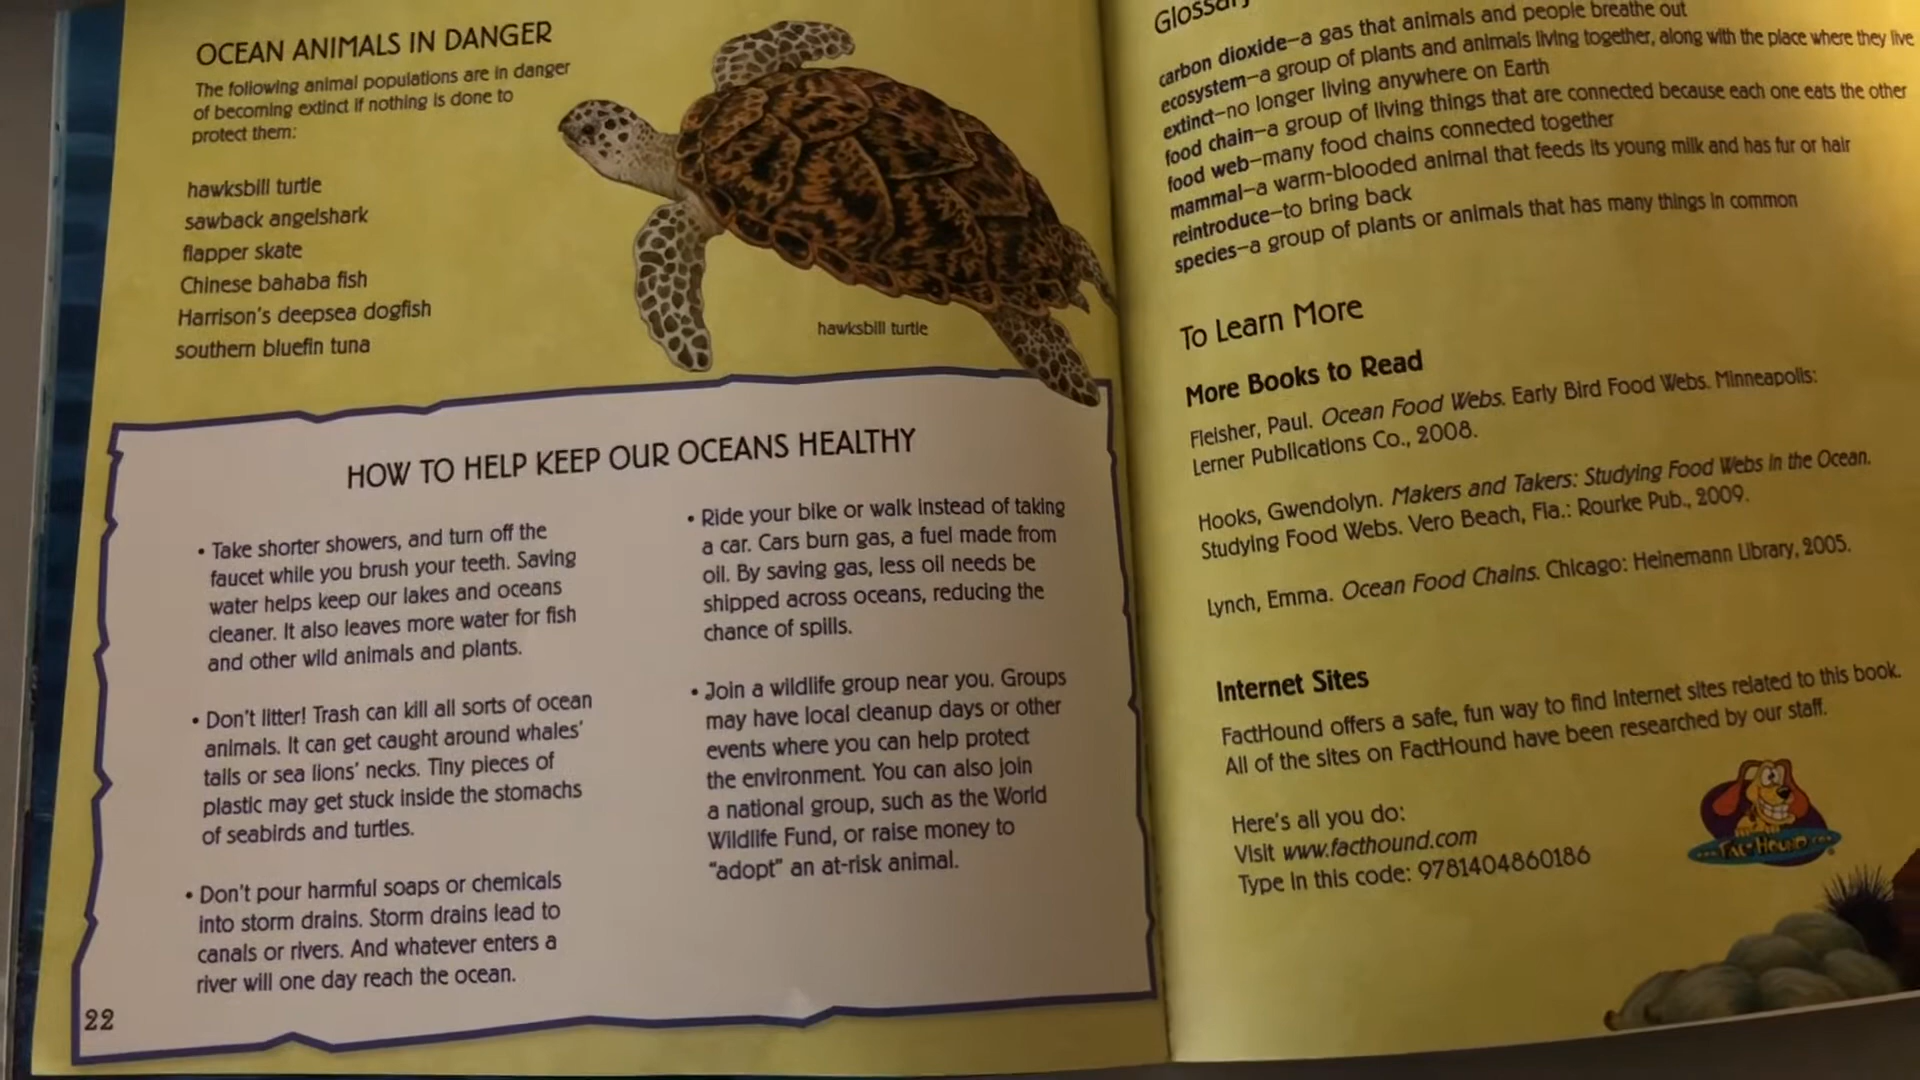 OCEAN ANIMALS IN DANGER
The following animal populations are in danger
of becoming extinct if nothing is done to
protect them:
hawksbill turtle
sawback angelshark
flapper skate
Chinese bahaba fish
Harrison's deepsea dogfish
southern bluefin tuna
hawksbill turtle
HOW TO HELP KEEP OUR OCEANS HEALTHY
• Take shorter showers, and turn off the
faucet while you brush your teeth. Saving
water helps keep our lakes and oceans
cleaner. It also leaves more water for fish
and other wild animals and plants.
• Don't litter! Trash can kill all sorts of ocean
animals. It can get caught around whales'
tails or sea lions' necks. Tiny pieces of
plastic may get stuck inside the stomachs
of seabirds and turtles.
• Don't pour harmful soaps or chemicals
into storm drains. Storm drains lead to
canals or rivers. And whatever enters a
river will one day reach the ocean.
• Ride your bike or walk instead of taking
a car. Cars burn gas, a fuel made from
oil. By saving gas, less oil needs be
shipped across oceans, reducing the
chance of spills.
• Join a wildlife group near you. Groups
may have local cleanup days or other
events where you can help protect
the environment. You can also join
a national group, such as the World
Wildlife Fund, or raise money to
"adopt" an at-risk animal.
22
Glossary
carbon dioxide—a gas that animals and people breathe out
ecosystem—a group of plants and animals living together, along with the place where they live
extinct—no longer living anywhere on Earth
food chain—a group of living things that are connected because each one eats the other
food web—many food chains connected together
mammal—a warm-blooded animal that feeds its young milk and has fur or hair
reintroduce—to bring back
species—a group of plants or animals that has many things in common
To Learn More
More Books to Read
Fleisher, Paul. Ocean Food Webs. Early Bird Food Webs. Minneapolis:
Lerner Publications Co., 2008.
Hooks, Gwendolyn. Makers and Takers: Studying Food Webs in the Ocean.
Studying Food Webs. Vero Beach, Fla.: Rourke Pub., 2009.
Lynch, Emma. Ocean Food Chains. Chicago: Heinemann Library, 2005.
Internet Sites
FactHound offers a safe, fun way to find Internet sites related to this book.
All of the sites on FactHound have been researched by our staff.
Here's all you do:
Visit www.facthound.com
Type in this code: 9781404860186
FACT HOUND